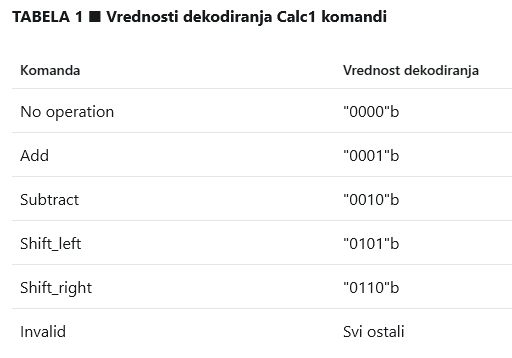 TABELA 1 ■ Vrednosti dekodiranja Calc1 komandi
Komanda Vrednost dekodiranja
No operation "0000"b
Add "0001"b
Subtract "0010"b
Shift_left "0101"b
Shift_right "0110"b
Invalid Svi ostali